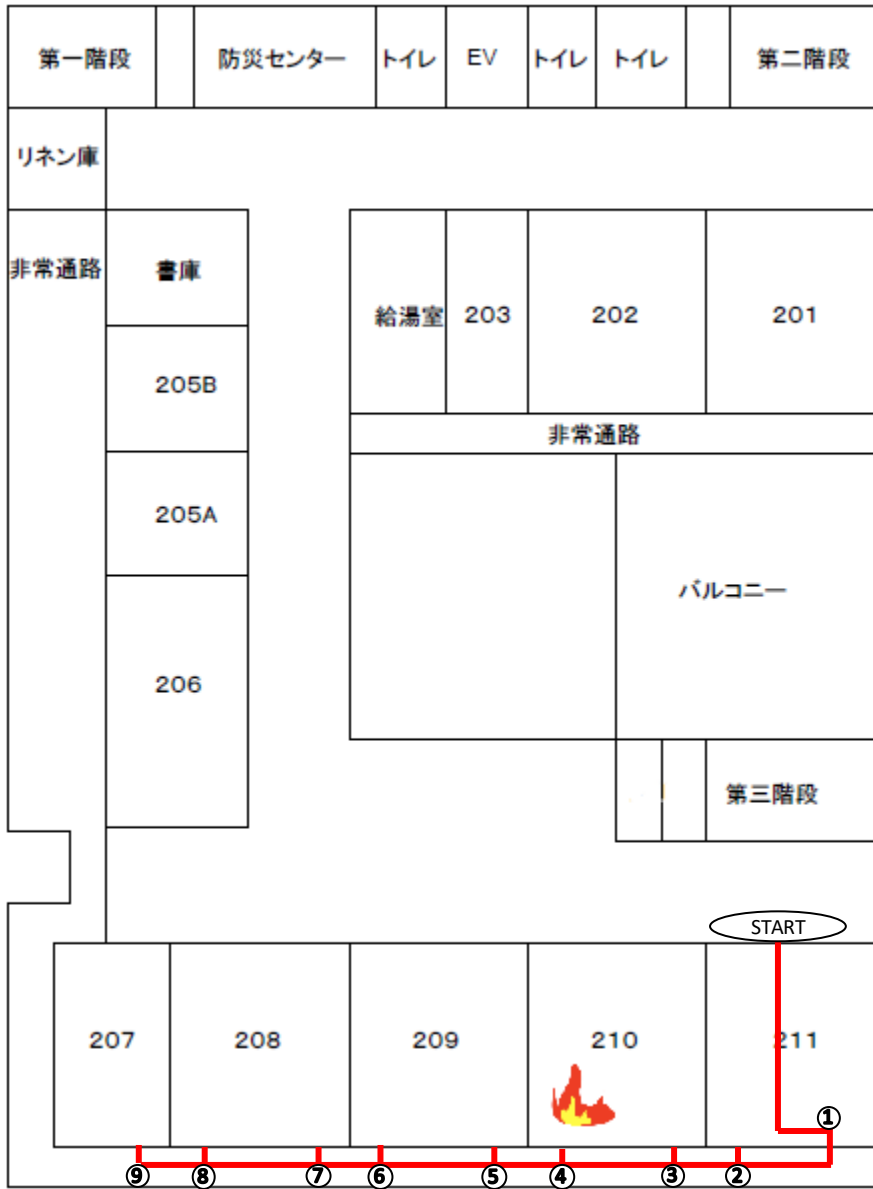 第一階段
防災センター
トイレ
EV
トイレ
トイレ
第二階段
リネン庫
非常通路
書庫
給湯室
203
202
201
205B
非常通路
205A
バルコニー
206
第三階段
START
207
208
209
210
211
①
⑨
⑧
⑦
⑥
⑤
④
③
②